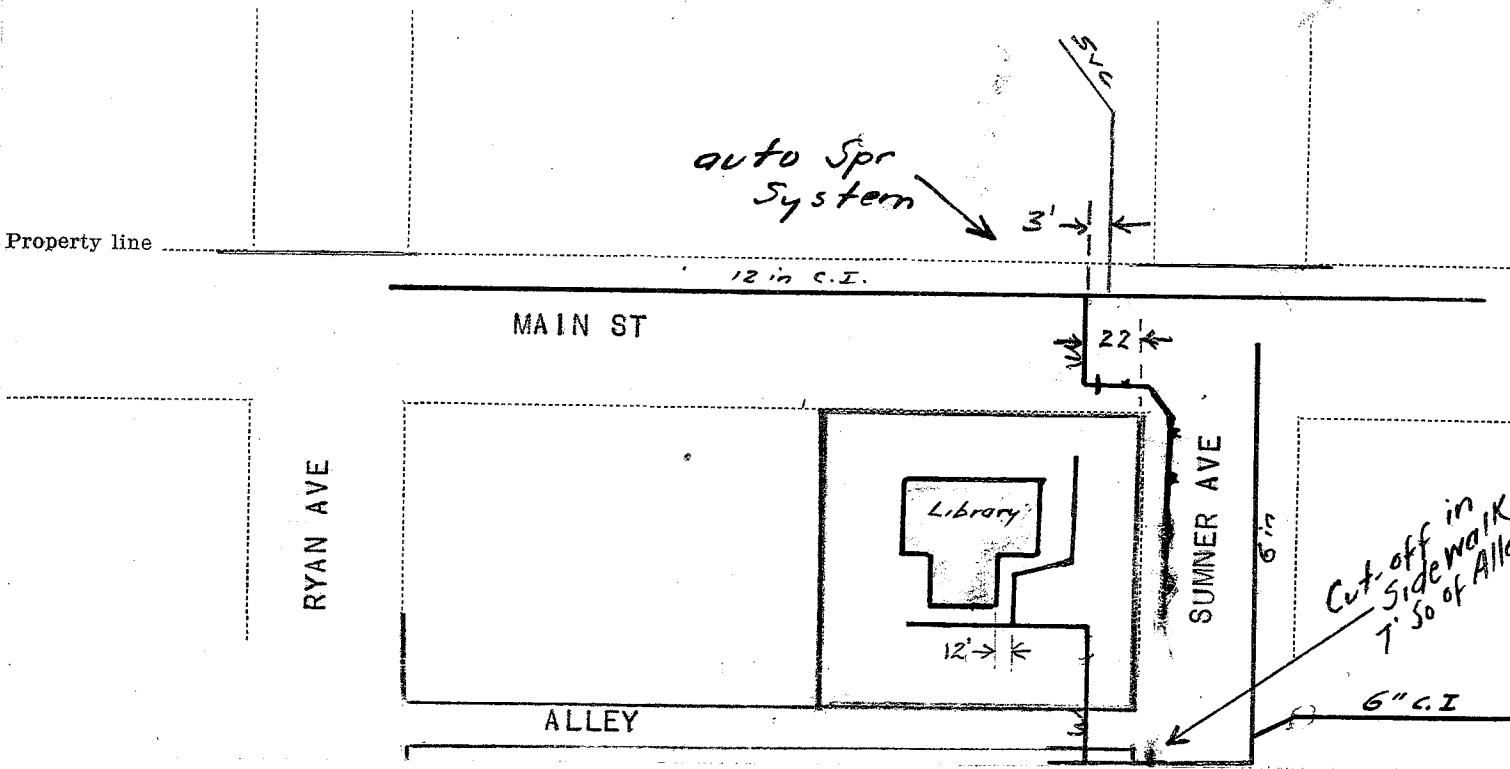 Svc
auto Spr
System
3'
Property line
12 in C.I.
MAIN ST
22
RYAN AVE
Library
SUMNER AVE
6 in
Cut-off in
Sidewalk
7' So of
12'
6" C.I
ALLEY